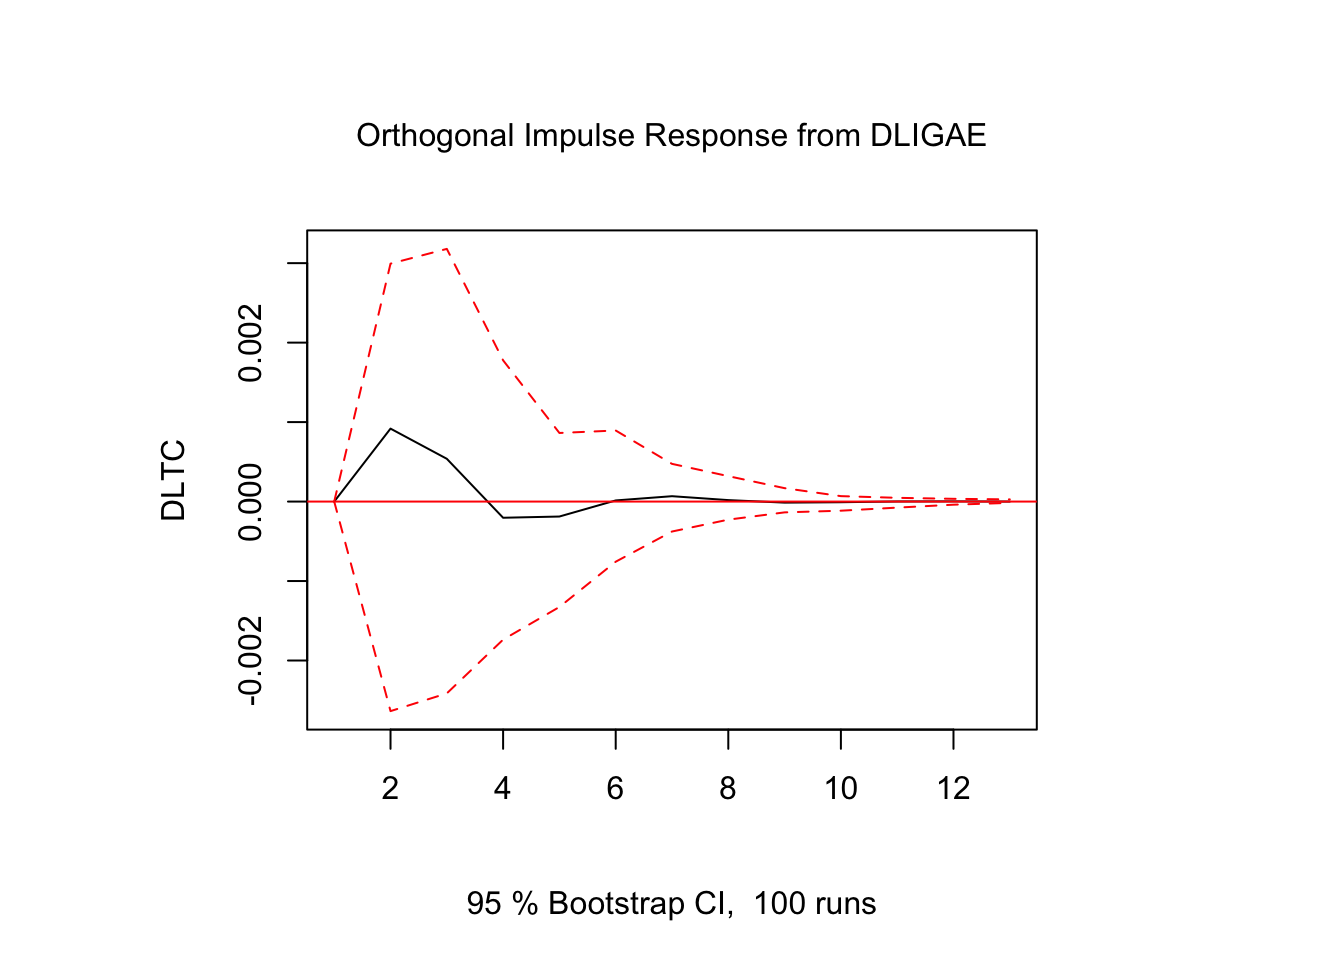 Orthogonal Impulse Response from DLIGAE
DLTC
0.002
0.000
-0.002
2 4 6 8 10 12
95 % Bootstrap CI,  100 runs